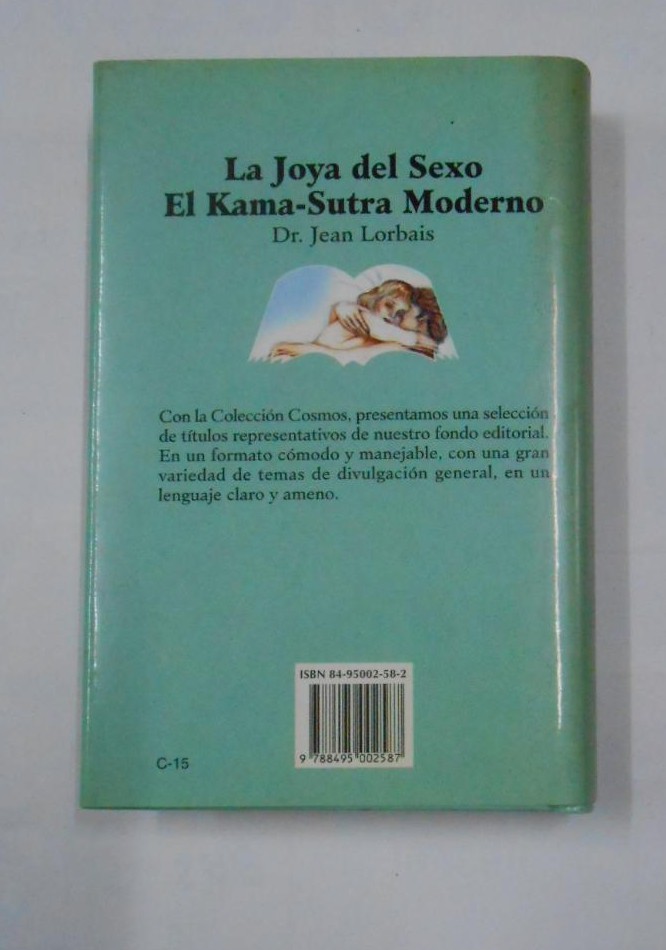 La Joya del Sexo
El Kama-Sutra Moderno
Dr. Jean Lorbais
Con la Colección Cosmos, presentamos una selección
de títulos representativos de nuestro fondo editorial.
En un formato cómodo y manejable, con una gran
variedad de temas de divulgación general, en un
lenguaje claro y ameno.
ISBN 84-95002-58-2
9 788495 002587
C-15